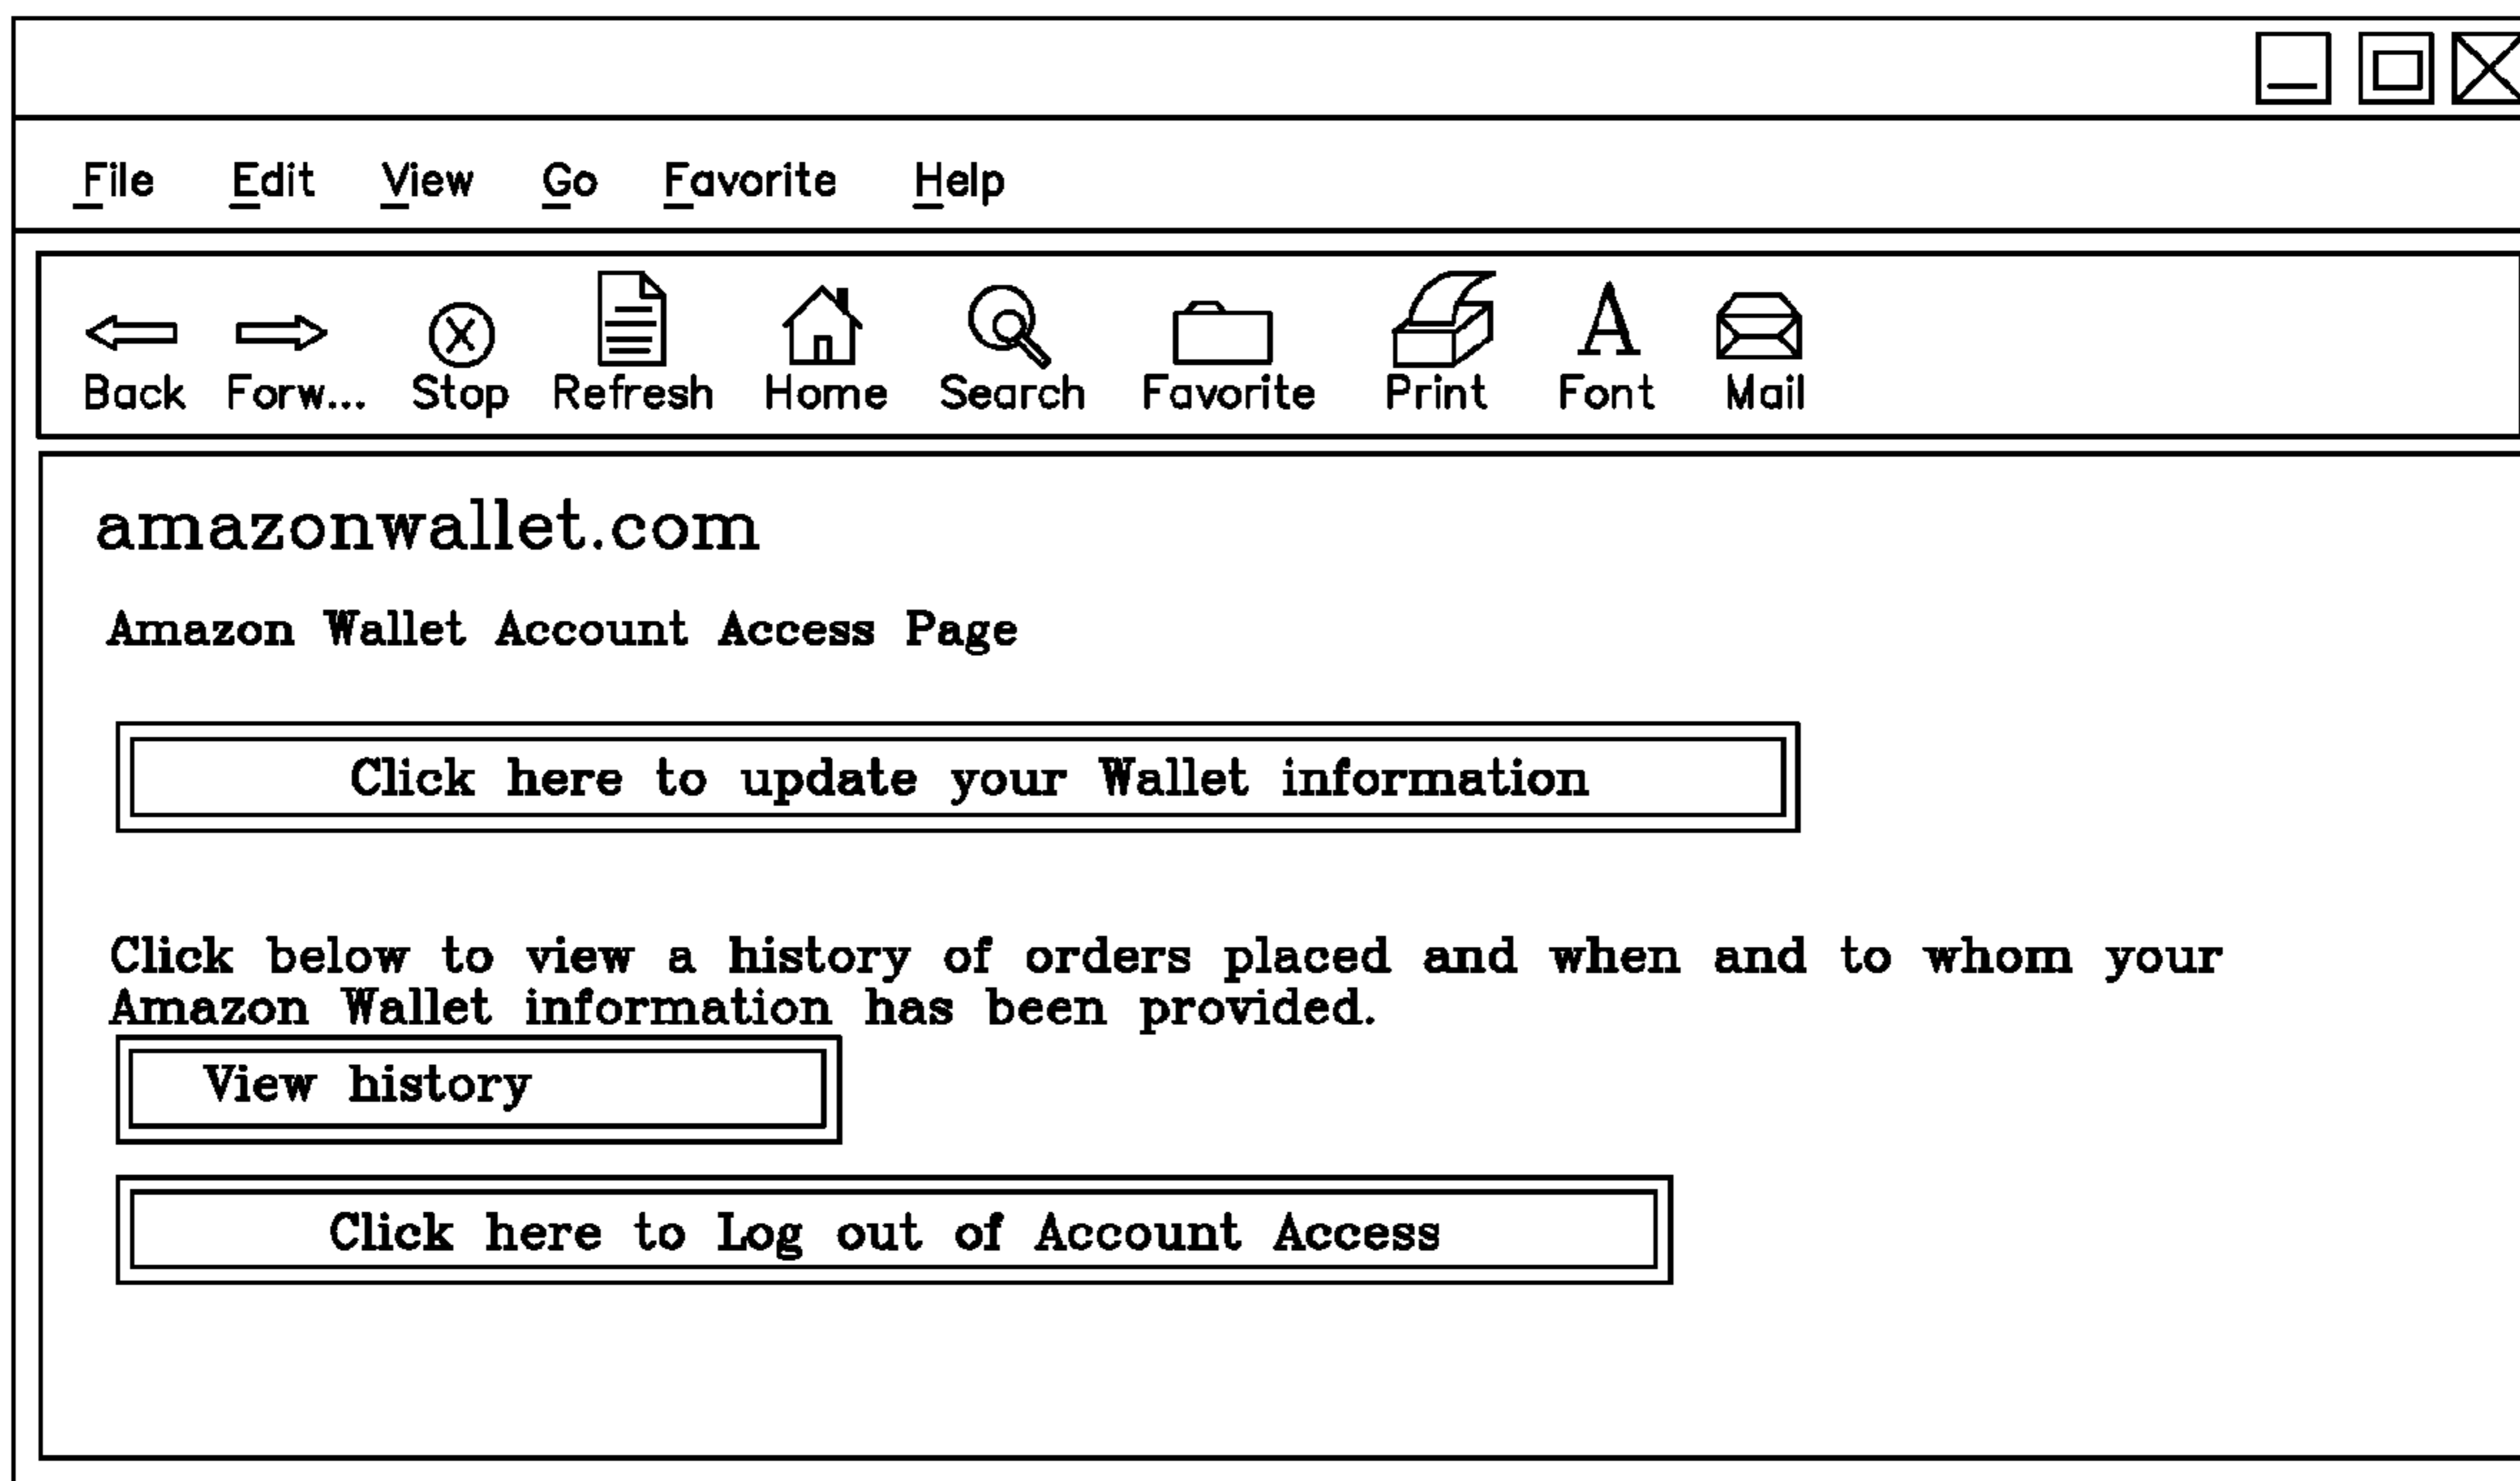 File Edit View Go Favorite Help
Back Forw... Stop Refresh Home Search Favorite Print Font Mail
amazonwallet.com
Amazon Wallet Account Access Page
Click here to update your Wallet information
Click below to view a history of orders placed and when and to whom your
Amazon Wallet information has been provided.
View history
Click here to Log out of Account Access